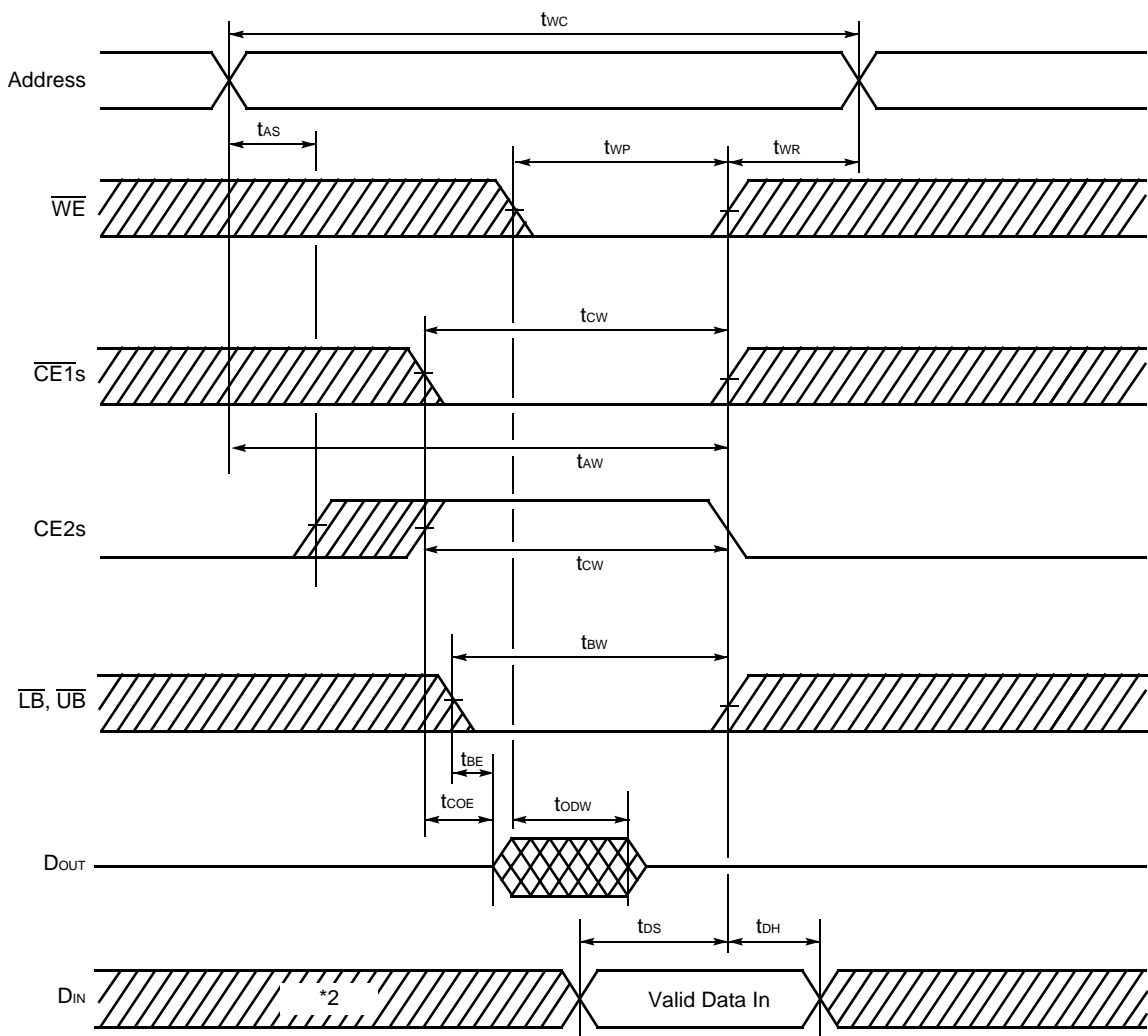 tWC
Address
tAS
tWP
tWR
WE
tCW
CE1s
tAW
CE2s
tCW
tBW
LB, UB
tBE
tCOE
tODW
DOUT
tDS
tDH
DIN
*2
Valid Data In